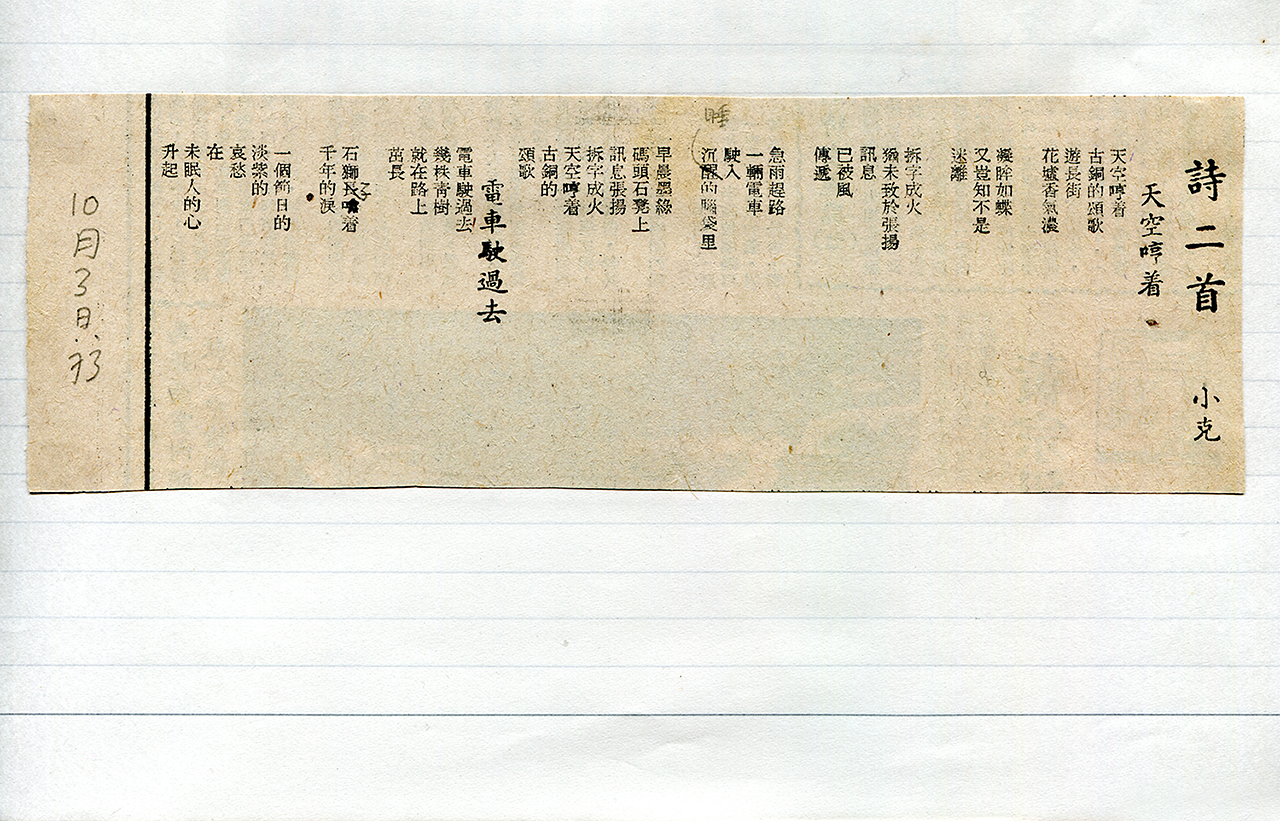 詩二首
小克
天空哼着
天空哼着
古銅的頌歌
遊長街
花墟香氣濃
凝眸如蝶
又豈知不是
迷離
拆字成火
猶未致於張揚
訊息
已被風
傳遞
急雨趕路
一輛電車
駛入
沉醒的腦袋里
睡
早晨墨綠
碼頭石凳上
訊息張揚
拆字成火
天空哼着
古銅的
頌歌
電車駛過去
電車駛過去
幾株青樹
就在路上
茁長
石獅長着
千年的淚
一個節日的
淡紫的
哀愁
在
未眠人的心
升起
10月3日